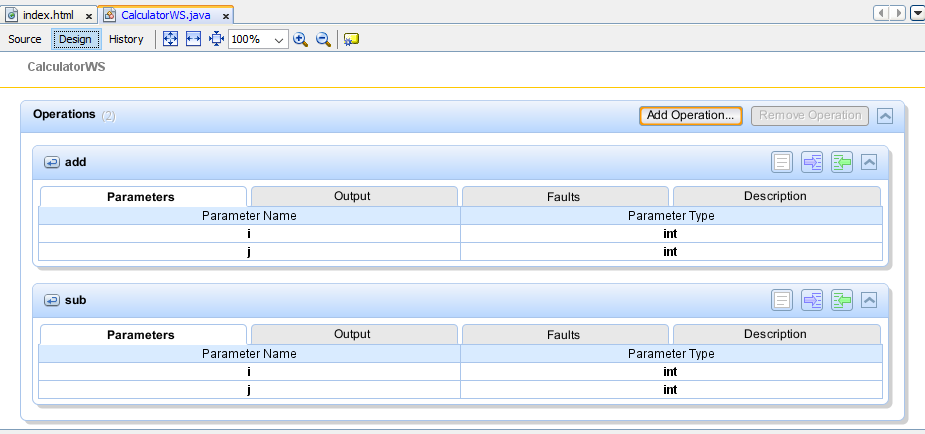 index.html x CalculatorWS.java x
Source Design History 100%
CalculatorWS
Operations (2) Add Operation... Remove Operation
add
Parameters Output Faults Description
Parameter Name Parameter Type
i int
j int
sub
Parameters Output Faults Description
Parameter Name Parameter Type
i int
j int